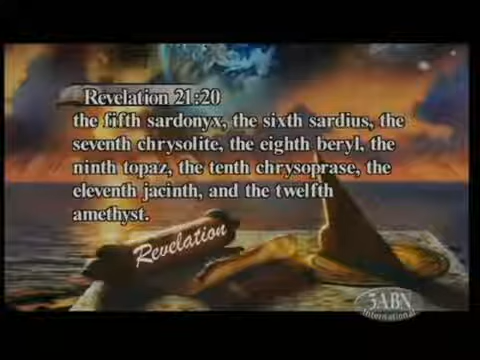 Revelation 21:20
the fifth sardonyx, the sixth sardius, the
seventh chrysolite, the eighth beryl, the
ninth topaz, the tenth chrysoprase, the
eleventh jacinth, and the twelfth
amethyst.
Revelation
3ABN
International